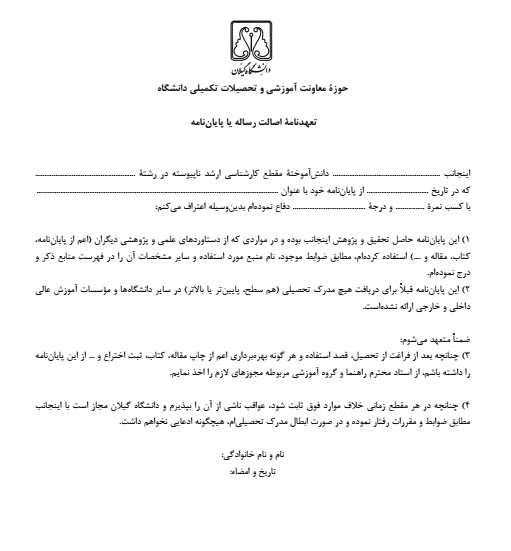 دانشگاه گیلان
حوزهٔ معاونت آموزشی و تحصیلات تکمیلی دانشگاه
تعهدنامهٔ اصالت رساله یا پایان‌نامه
اینجانب ........................................ دانش‌آموختهٔ مقطع کارشناسی ارشد ناپیوسته در رشتهٔ ........................................
که در تاریخ ........................ از پایان‌نامه خود با عنوان ................................................................................
با کسب نمرهٔ ............ و درجهٔ ............................ دفاع نموده‌ام بدین‌وسیله اعتراف می‌کنم:
۱) این پایان‌نامه حاصل تحقیق و پژوهش اینجانب بوده و در مواردی که از دستاوردهای علمی و پژوهشی دیگران (اعم از پایان‌نامه،
کتاب، مقاله و ....) استفاده کرده‌ام، مطابق ضوابط موجود، نام منبع مورد استفاده و سایر مشخصات آن را در فهرست منابع ذکر و
درج نموده‌ام.
۲) این پایان‌نامه قبلاً برای دریافت هیچ مدرک تحصیلی (هم سطح، پایین‌تر یا بالاتر) در سایر دانشگاه‌ها و مؤسسات آموزش عالی
داخلی و خارجی ارائه نشده‌است.
ضمناً متعهد می‌شوم:
۳) چنانچه بعد از فراغت از تحصیل، قصد استفاده و هر گونه بهره‌برداری اعم از چاپ مقاله، کتاب، ثبت اختراع و ... از این پایان‌نامه
را داشته باشم، از استاد محترم راهنما و گروه آموزشی مربوطه مجوزهای لازم را اخذ نمایم.
۴) چنانچه در هر مقطع زمانی خلاف موارد فوق ثابت شود، عواقب ناشی از آن را بپذیرم و دانشگاه گیلان مجاز است با اینجانب
مطابق ضوابط و مقررات رفتار نموده و در صورت ابطال مدرک تحصیلی‌ام، هیچگونه ادعایی نخواهم داشت.
نام و نام خانوادگی:
تاریخ و امضاء: